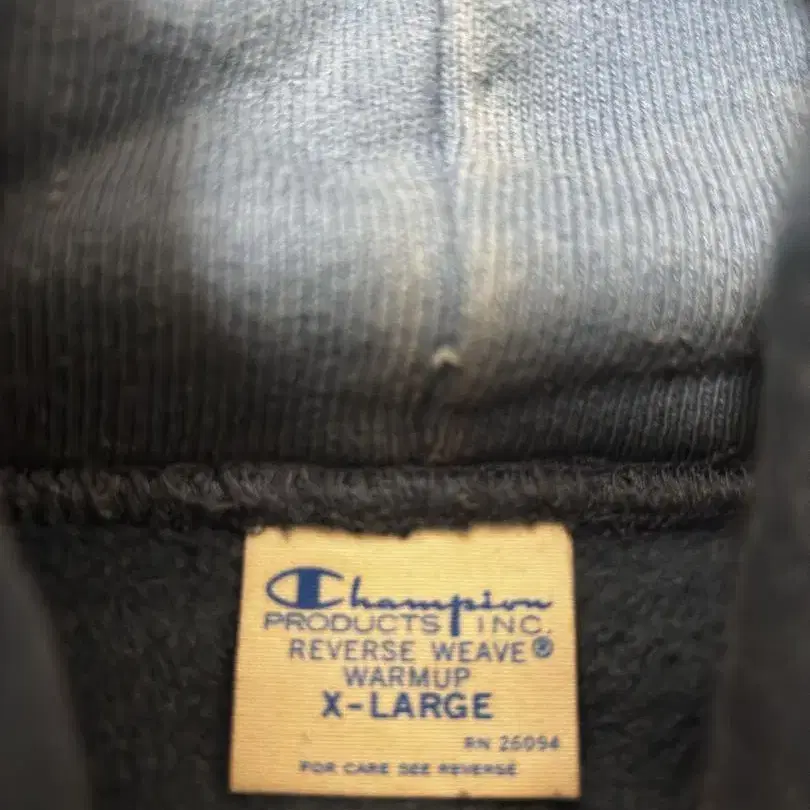 Champion
PRODUCTS INC.
REVERSE WEAVE®
WARMUP
X-LARGE
RN 26094
FOR CARE SEE REVERSE